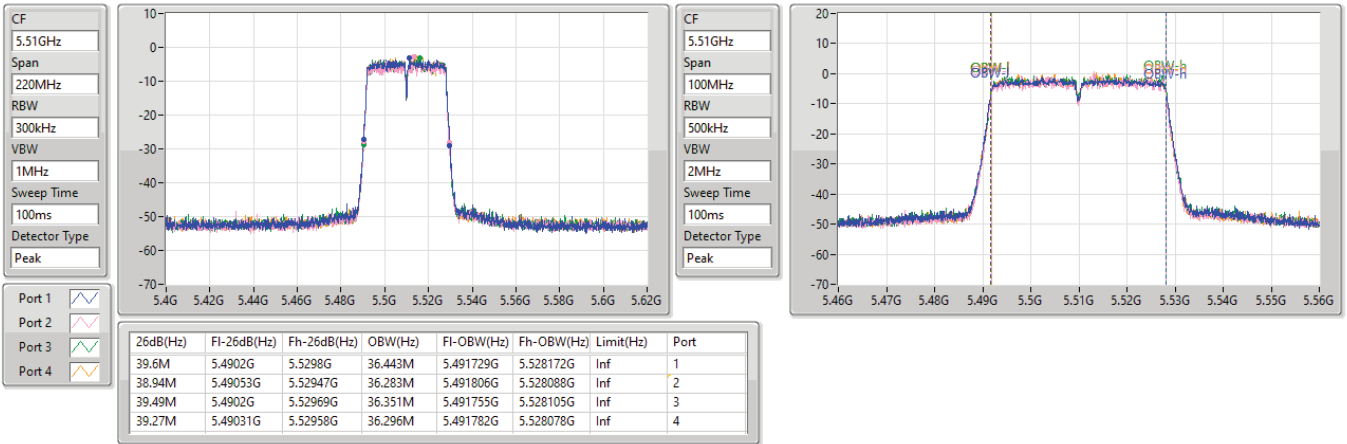 CF
5.51GHz
Span
220MHz
RBW
300kHz
VBW
1MHz
Sweep Time
100ms
Detector Type
Peak
10
0
-10
-20
-30
-40
-50
-60
-70
5.4G 5.42G 5.44G 5.46G 5.48G 5.5G 5.52G 5.54G 5.56G 5.58G 5.6G 5.62G
CF
5.51GHz
Span
100MHz
RBW
500kHz
VBW
2MHz
Sweep Time
100ms
Detector Type
Peak
20
10
0
-10
-20
-30
-40
-50
-60
-70
OBW-l OBW-h
5.46G 5.47G 5.48G 5.49G 5.5G 5.51G 5.52G 5.53G 5.54G 5.55G 5.56G
Port 1
Port 2
Port 3
Port 4
26dB(Hz) Fl-26dB(Hz) Fh-26dB(Hz) OBW(Hz) Fl-OBW(Hz) Fh-OBW(Hz) Limit(Hz) Port
39.6M 5.4902G 5.5298G 36.443M 5.491729G 5.528172G Inf 1
38.94M 5.49053G 5.52947G 36.283M 5.491806G 5.528088G Inf 2
39.49M 5.4902G 5.52969G 36.351M 5.491755G 5.528105G Inf 3
39.27M 5.49031G 5.52958G 36.296M 5.491782G 5.528078G Inf 4